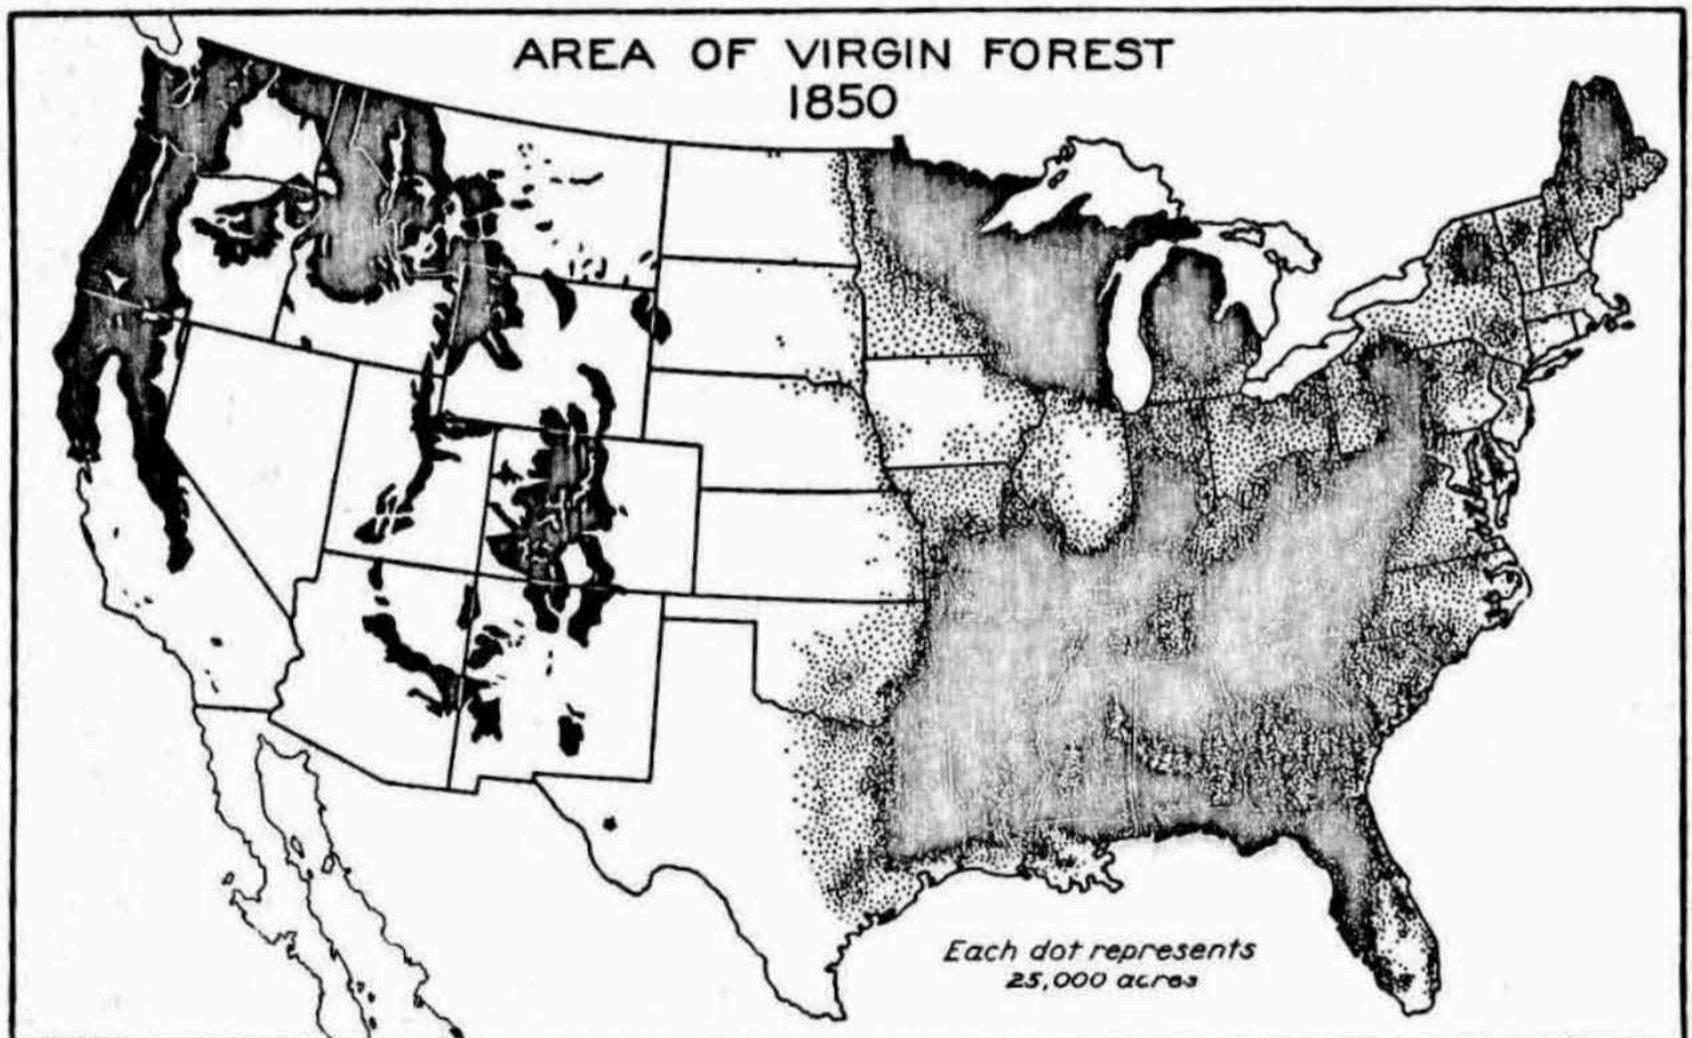 AREA OF VIRGIN FOREST
1850
Each dot represents
25,000 acres